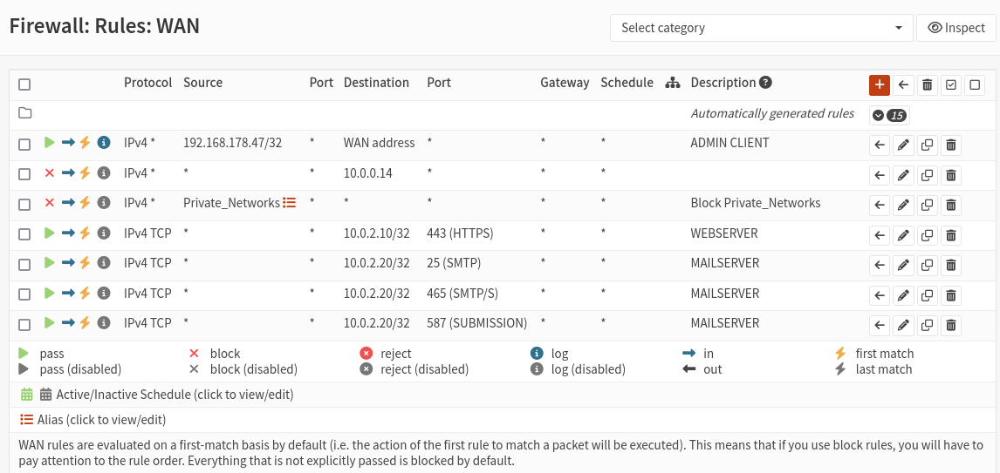 Firewall: Rules: WAN
Select category
Inspect
Protocol Source Port Destination Port Gateway Schedule Description
Automatically generated rules 15
IPv4 * 192.168.178.47/32 * WAN address * * * ADMIN CLIENT
IPv4 * * * 10.0.0.14 * * *
IPv4 * Private_Networks * * * * * Block Private_Networks
IPv4 TCP * * 10.0.2.10/32 443 (HTTPS) * * WEBSERVER
IPv4 TCP * * 10.0.2.20/32 25 (SMTP) * * MAILSERVER
IPv4 TCP * * 10.0.2.20/32 465 (SMTP/S) * * MAILSERVER
IPv4 TCP * * 10.0.2.20/32 587 (SUBMISSION) * * MAILSERVER
pass block reject log in first match
pass (disabled) block (disabled) reject (disabled) log (disabled) out last match
Active/Inactive Schedule (click to view/edit)
Alias (click to view/edit)
WAN rules are evaluated on a first-match basis by default (i.e. the action of the first rule to match a packet will be executed). This means that if you use block rules, you will have to
pay attention to the rule order. Everything that is not explicitly passed is blocked by default.